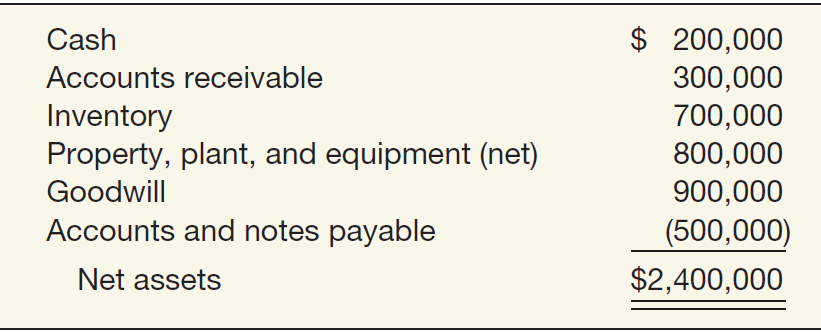 Cash $ 200,000
Accounts receivable 300,000
Inventory 700,000
Property, plant, and equipment (net) 800,000
Goodwill 900,000
Accounts and notes payable (500,000)
Net assets $2,400,000